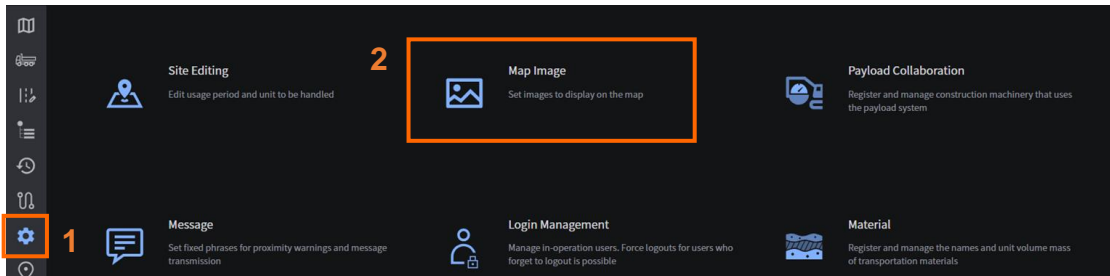 2
Site Editing
Edit usage period and unit to be handled
Map Image
Set images to display on the map
Payload Collaboration
Register and manage construction machinery that uses
the payload system
1
Message
Set fixed phrases for proximity warnings and message
transmission
Login Management
Manage in-operation users. Force logouts for users who
forget to logout is possible
Material
Register and manage the names and unit volume mass
of transportation materials